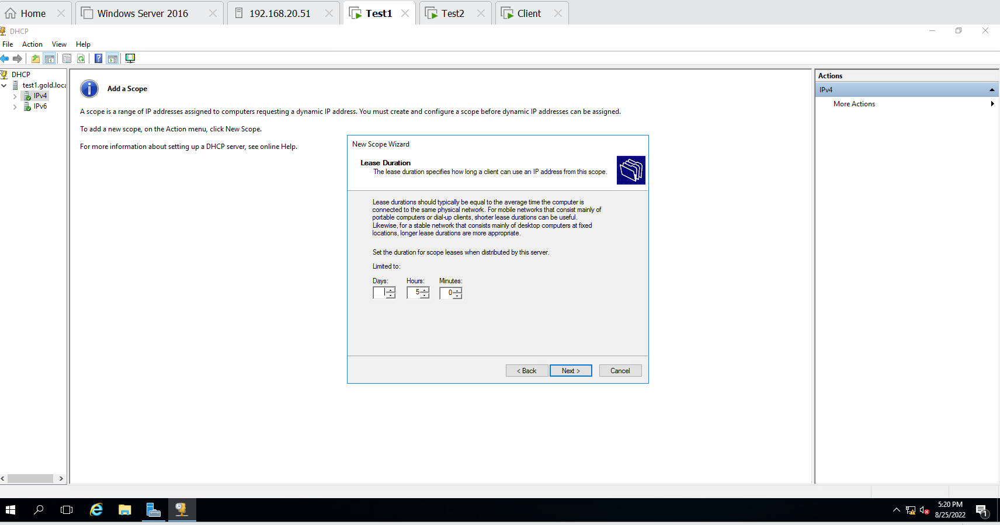 Home
Windows Server 2016
192.168.20.51
Test1
Test2
Client
DHCP
File Action View Help
DHCP
test1.gold.loca
IPv4
IPv6
Add a Scope
A scope is a range of IP addresses assigned to computers requesting a dynamic IP address. You must create and configure a scope before dynamic IP addresses can be assigned.
To add a new scope, on the Action menu, click New Scope.
For more information about setting up a DHCP server, see online Help.
New Scope Wizard
Lease Duration
The lease duration specifies how long a client can use an IP address from this scope.
Lease durations should typically be equal to the average time the computer is
connected to the same physical network. For mobile networks that consist mainly of
portable computers or dial-up clients, shorter lease durations can be useful.
Likewise, for a stable network that consists mainly of desktop computers at fixed
locations, longer lease durations are more appropriate.
Set the duration for scope leases when distributed by this server.
Limited to:
Days: Hours: Minutes:
5 0
< Back Next > Cancel
Actions
IPv4
More Actions
5:20 PM
8/25/2022
1